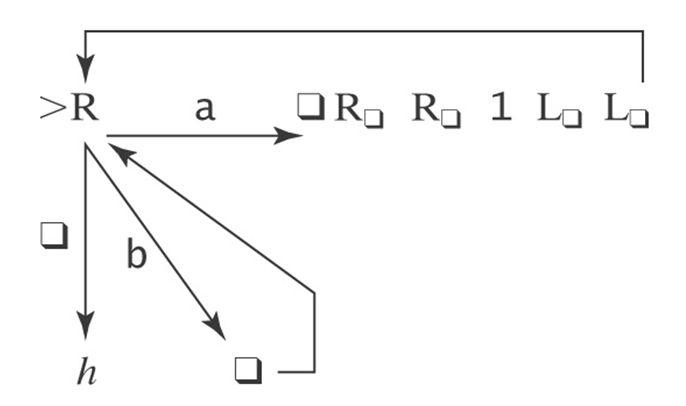 >R a ❑ R❑ R❑ 1 L❑ L❑
❑
b
h ❑